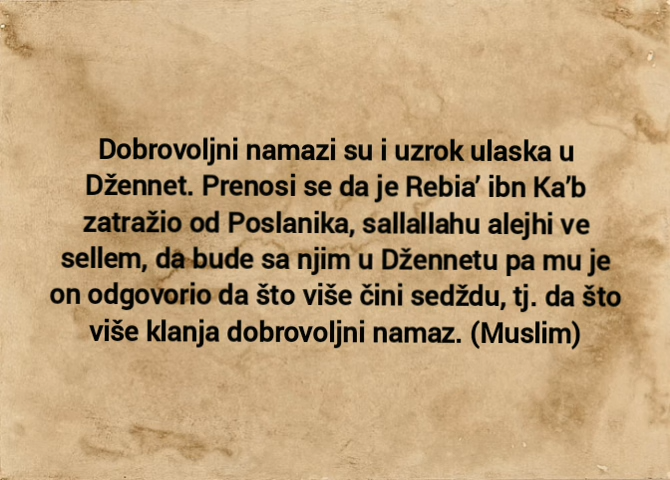 Dobrovoljni namazi su i uzrok ulaska u
Džennet. Prenosi se da je Rebia’ ibn Ka’b
zatražio od Poslanika, sallallahu alejhi ve
sellem, da bude sa njim u Džennetu pa mu je
on odgovorio da što više čini sedždu, tj. da što
više klanja dobrovoljni namaz. (Muslim)